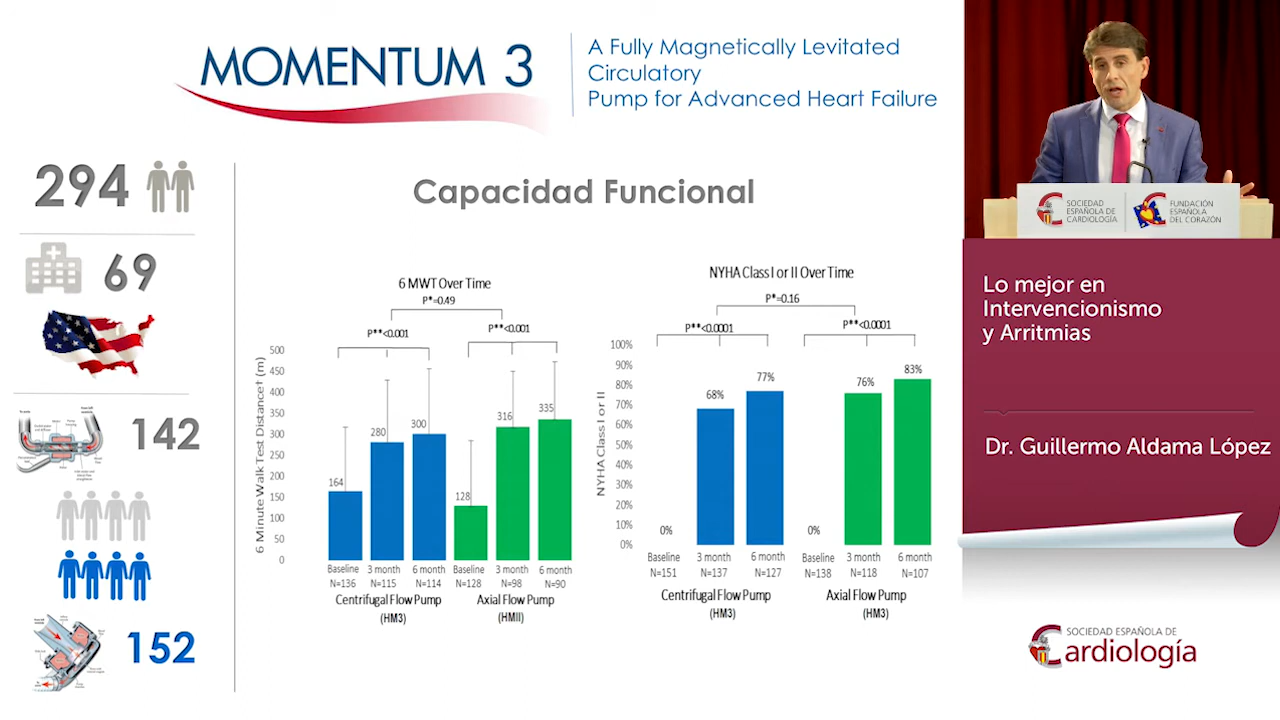 MOMENTUM 3
A Fully Magnetically Levitated
Circulatory
Pump for Advanced Heart Failure
294
69
142
152
Capacidad Funcional
6 MWT Over Time
P*=0.49
P**<0.001
P**<0.001
6 Minute Walk Test Distance† (m)
500
450
400
350
300
250
200
150
100
50
0
164
280
300
128
316
335
Baseline 3 month 6 month Baseline 3 month 6 month
N=136 N=115 N=114 N=128 N=98 N=90
Centrifugal Flow Pump Axial Flow Pump
(HM3) (HMII)
NYHA Class I or II Over Time
P*=0.16
P**<0.0001
P**<0.0001
NYHA Class I or II
100%
90%
80%
70%
60%
50%
40%
30%
20%
10%
0%
0%
68%
77%
0%
76%
83%
Baseline 3 month 6 month Baseline 3 month 6 month
N=151 N=137 N=127 N=138 N=118 N=107
Centrifugal Flow Pump Axial Flow Pump
(HM3) (HM3)
SOCIEDAD
ESPAÑOLA DE
CARDIOLOGÍA
FUNDACIÓN
ESPAÑOLA
DEL CORAZÓN
Lo mejor en
Intervencionismo
y Arritmias
Dr. Guillermo Aldama López
SOCIEDAD ESPAÑOLA DE
Cardiología